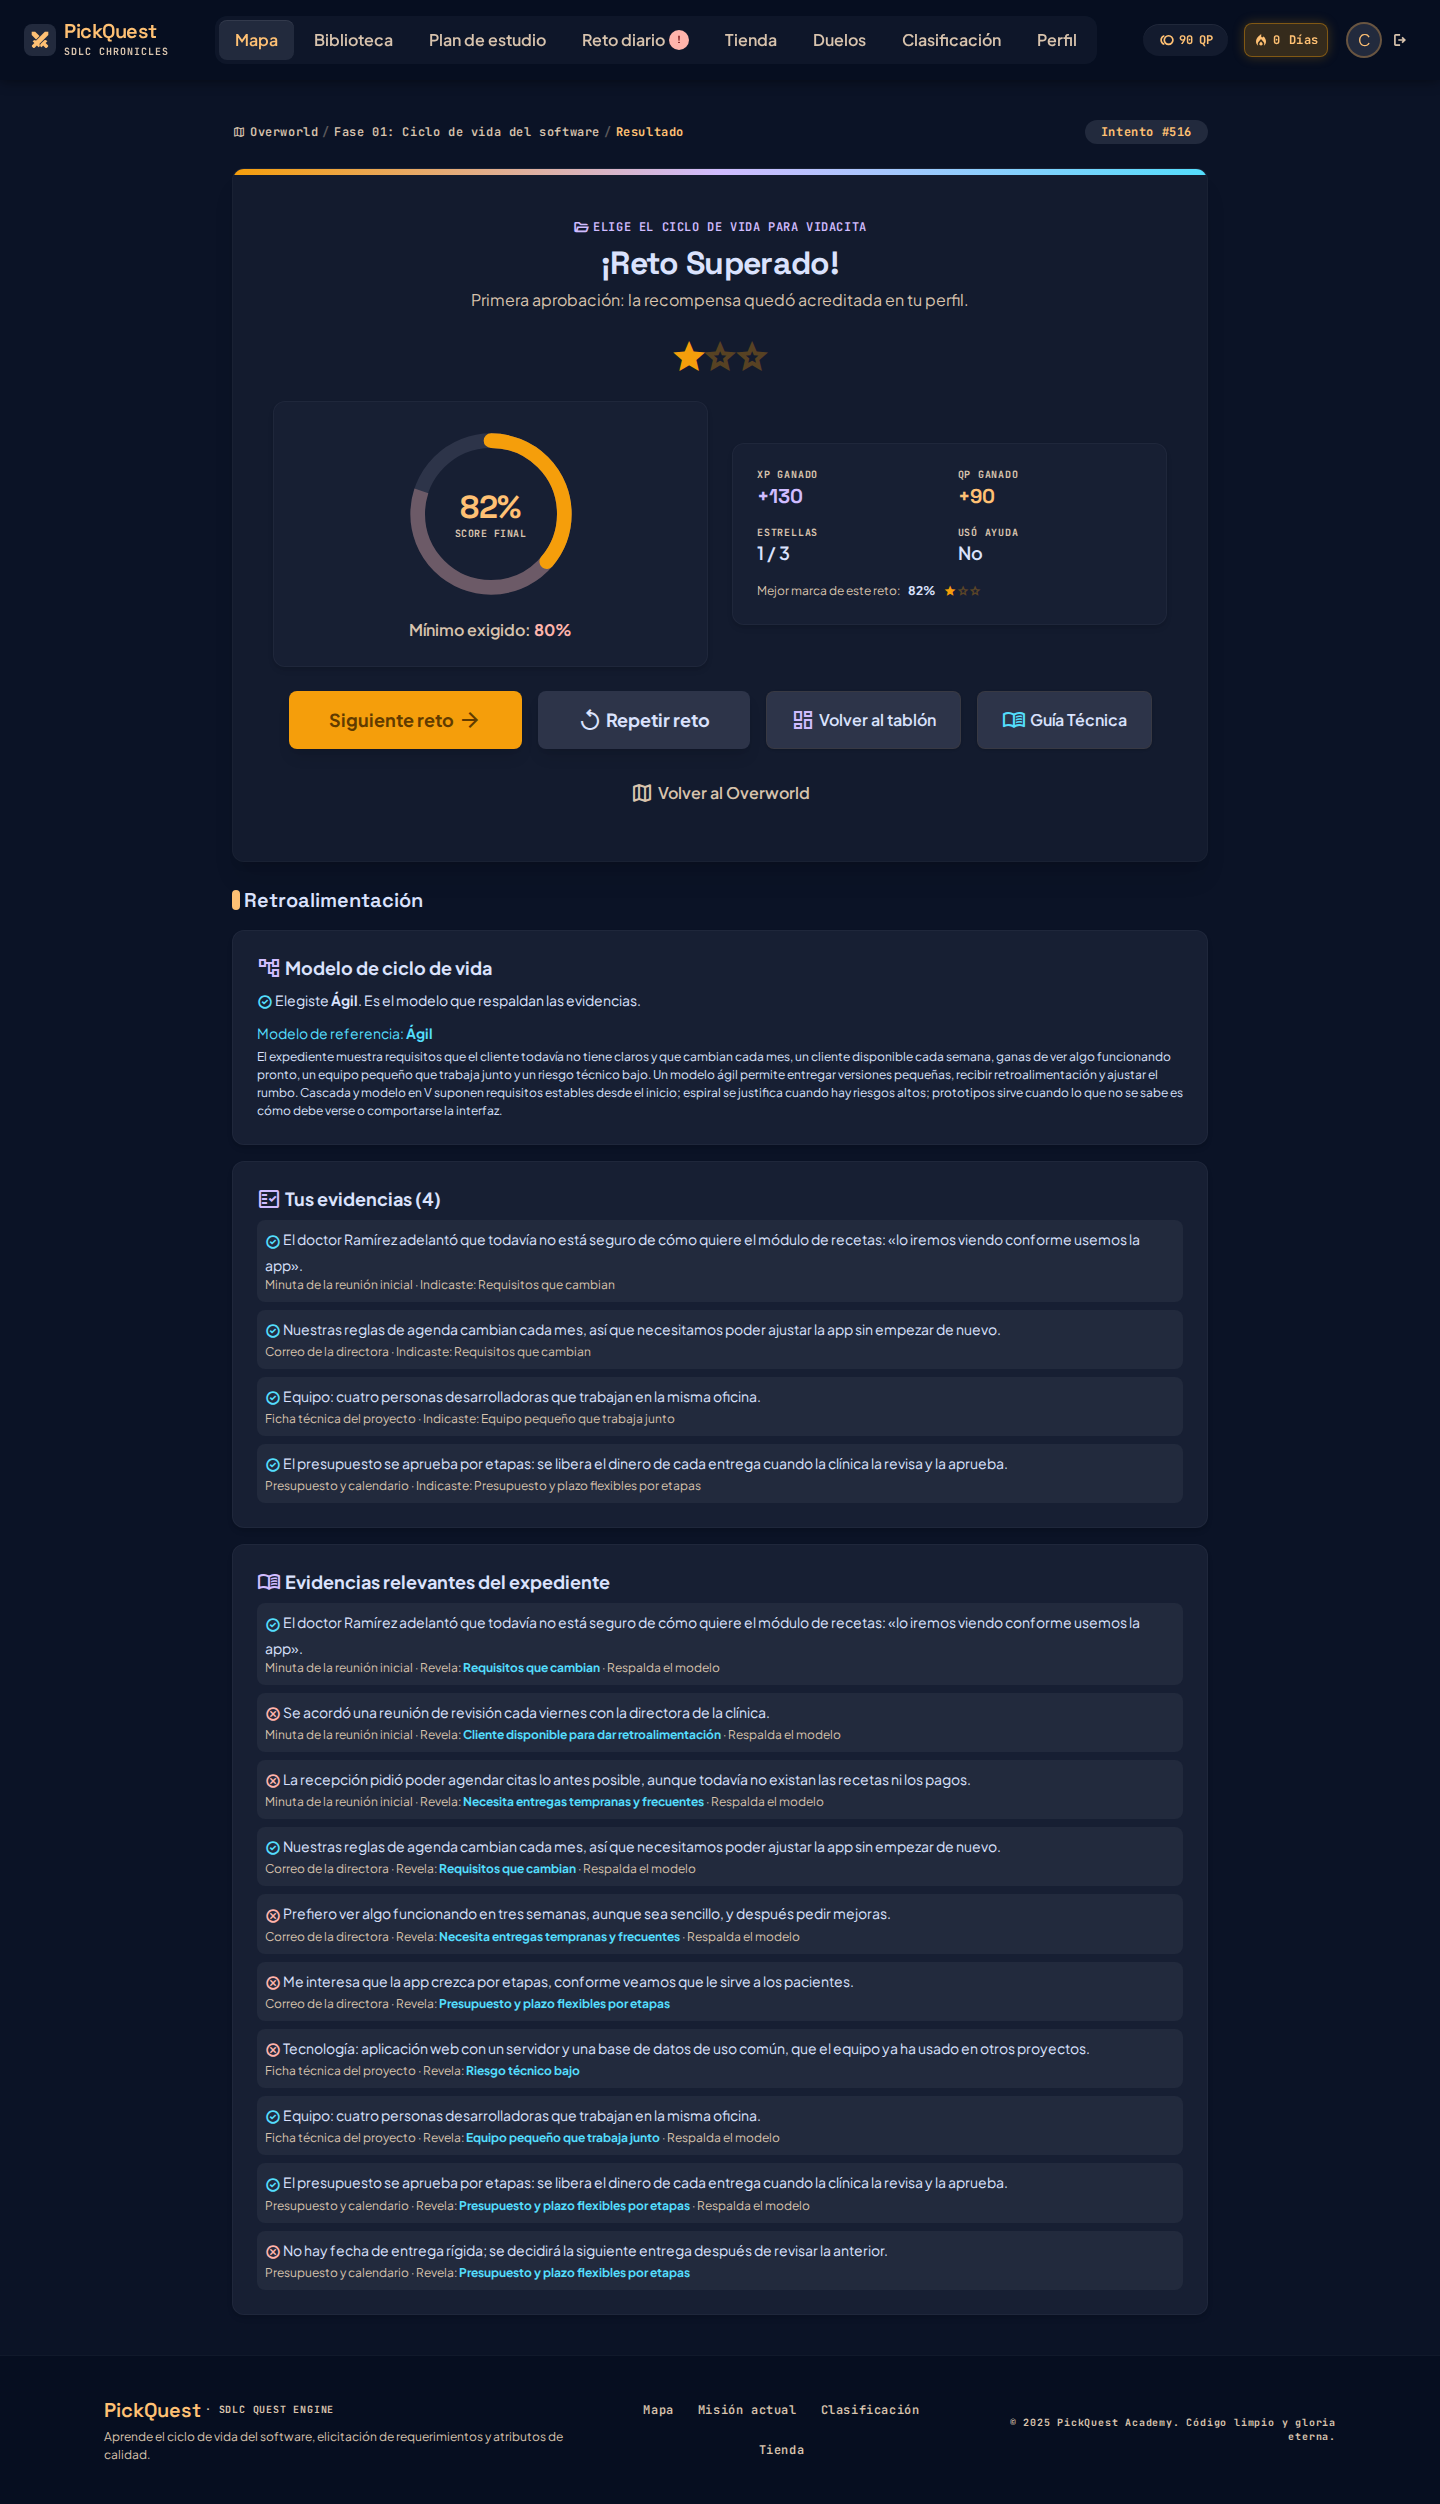 PickQuest
SDLC CHRONICLES
Mapa
Biblioteca
Plan de estudio
Reto diario !
Tienda
Duelos
Clasificación
Perfil
90 QP
0 Días
C
Overworld / Fase 01: Ciclo de vida del software / Resultado
Intento #516
ELIGE EL CICLO DE VIDA PARA VIDACITA
¡Reto Superado!
Primera aprobación: la recompensa quedó acreditada en tu perfil.
82%
SCORE FINAL
Mínimo exigido: 80%
XP GANADO
+130
QP GANADO
+90
ESTRELLAS
1 / 3
USÓ AYUDA
No
Mejor marca de este reto: 82%
Siguiente reto
Repetir reto
Volver al tablón
Guía Técnica
Volver al Overworld
Retroalimentación
Modelo de ciclo de vida
Elegiste Ágil. Es el modelo que respaldan las evidencias.
Modelo de referencia: Ágil
El expediente muestra requisitos que el cliente todavía no tiene claros y que cambian cada mes, un cliente disponible cada semana, ganas de ver algo funcionando
pronto, un equipo pequeño que trabaja junto y un riesgo técnico bajo. Un modelo ágil permite entregar versiones pequeñas, recibir retroalimentación y ajustar el
rumbo. Cascada y modelo en V suponen requisitos estables desde el inicio; espiral se justifica cuando hay riesgos altos; prototipos sirve cuando lo que no se sabe es
cómo debe verse o comportarse la interfaz.
Tus evidencias (4)
El doctor Ramírez adelantó que todavía no está seguro de cómo quiere el módulo de recetas: «lo iremos viendo conforme usemos la
app».
Minuta de la reunión inicial · Indicaste: Requisitos que cambian
Nuestras reglas de agenda cambian cada mes, así que necesitamos poder ajustar la app sin empezar de nuevo.
Correo de la directora · Indicaste: Requisitos que cambian
Equipo: cuatro personas desarrolladoras que trabajan en la misma oficina.
Ficha técnica del proyecto · Indicaste: Equipo pequeño que trabaja junto
El presupuesto se aprueba por etapas: se libera el dinero de cada entrega cuando la clínica la revisa y la aprueba.
Presupuesto y calendario · Indicaste: Presupuesto y plazo flexibles por etapas
Evidencias relevantes del expediente
El doctor Ramírez adelantó que todavía no está seguro de cómo quiere el módulo de recetas: «lo iremos viendo conforme usemos la
app».
Minuta de la reunión inicial · Revela: Requisitos que cambian · Respalda el modelo
Se acordó una reunión de revisión cada viernes con la directora de la clínica.
Minuta de la reunión inicial · Revela: Cliente disponible para dar retroalimentación · Respalda el modelo
La recepción pidió poder agendar citas lo antes posible, aunque todavía no existan las recetas ni los pagos.
Minuta de la reunión inicial · Revela: Necesita entregas tempranas y frecuentes · Respalda el modelo
Nuestras reglas de agenda cambian cada mes, así que necesitamos poder ajustar la app sin empezar de nuevo.
Correo de la directora · Revela: Requisitos que cambian · Respalda el modelo
Prefiero ver algo funcionando en tres semanas, aunque sea sencillo, y después pedir mejoras.
Correo de la directora · Revela: Necesita entregas tempranas y frecuentes · Respalda el modelo
Me interesa que la app crezca por etapas, conforme veamos que le sirve a los pacientes.
Correo de la directora · Revela: Presupuesto y plazo flexibles por etapas
Tecnología: aplicación web con un servidor y una base de datos de uso común, que el equipo ya ha usado en otros proyectos.
Ficha técnica del proyecto · Revela: Riesgo técnico bajo
Equipo: cuatro personas desarrolladoras que trabajan en la misma oficina.
Ficha técnica del proyecto · Revela: Equipo pequeño que trabaja junto · Respalda el modelo
El presupuesto se aprueba por etapas: se libera el dinero de cada entrega cuando la clínica la revisa y la aprueba.
Presupuesto y calendario · Revela: Presupuesto y plazo flexibles por etapas · Respalda el modelo
No hay fecha de entrega rígida; se decidirá la siguiente entrega después de revisar la anterior.
Presupuesto y calendario · Revela: Presupuesto y plazo flexibles por etapas
PickQuest · SDLC QUEST ENGINE
Aprende el ciclo de vida del software, elicitación de requerimientos y atributos de
calidad.
Mapa
Misión actual
Clasificación
Tienda
© 2025 PickQuest Academy. Código limpio y gloria
eterna.